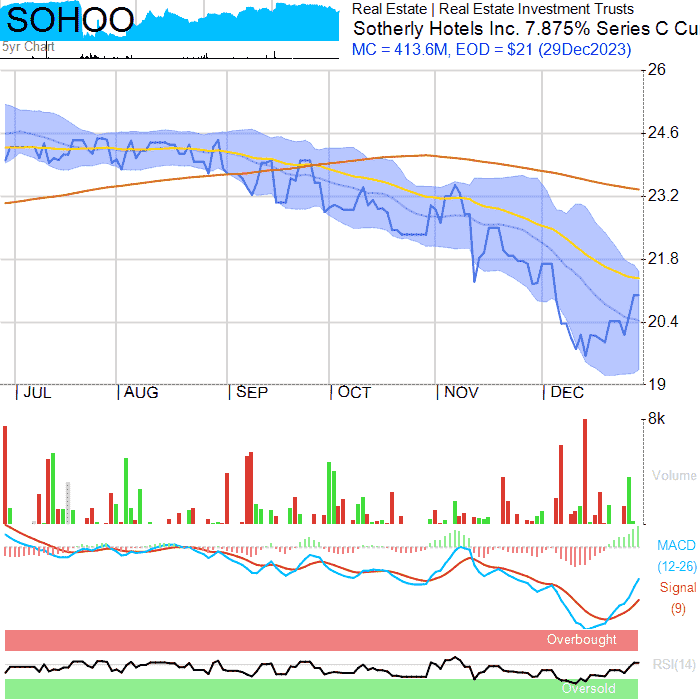 SOHOO
5yr Chart
Real Estate | Real Estate Investment Trusts
Sotherly Hotels Inc. 7.875% Series C Cu
MC = 413.6M, EOD = $21 (29Dec2023)
26
24.6
23.2
21.8
20.4
19
JUL AUG SEP OCT NOV DEC
8k
Volume
MACD
(12-26)
Signal
(9)
Overbought
RSI(14)
Oversold